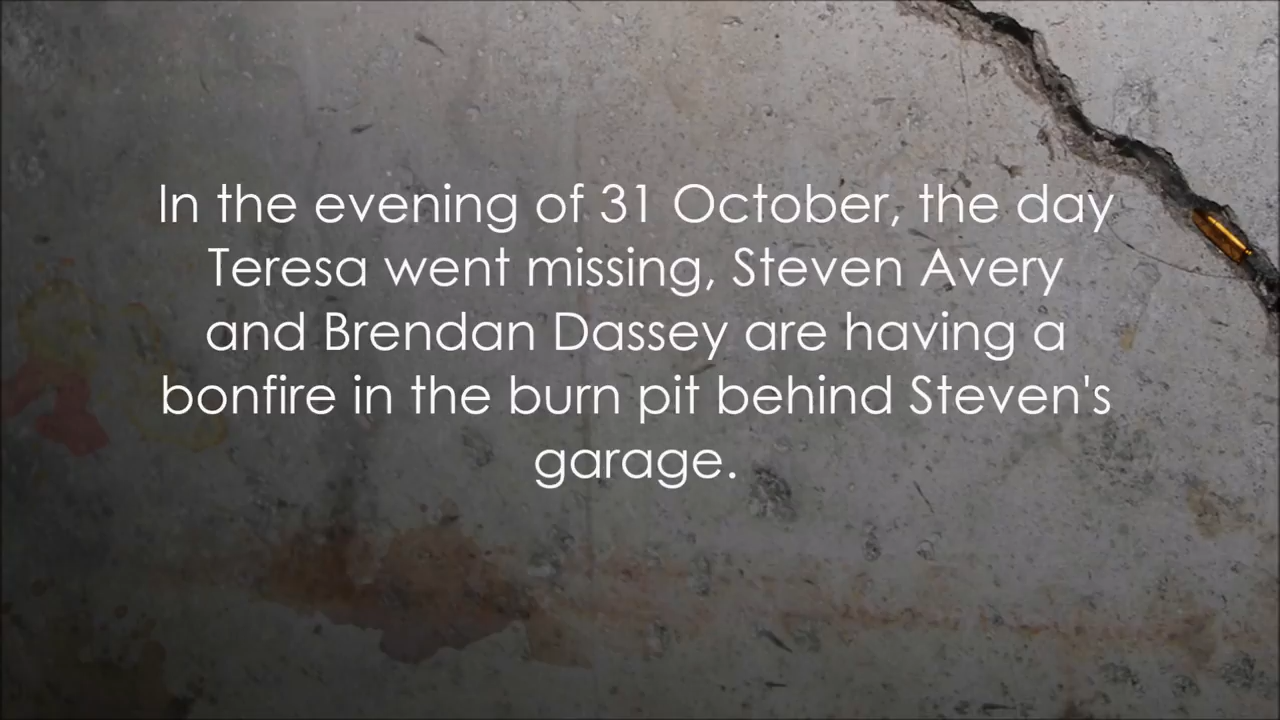 In the evening of 31 October, the day
Teresa went missing, Steven Avery
and Brendan Dassey are having a
bonfire in the burn pit behind Steven's
garage.